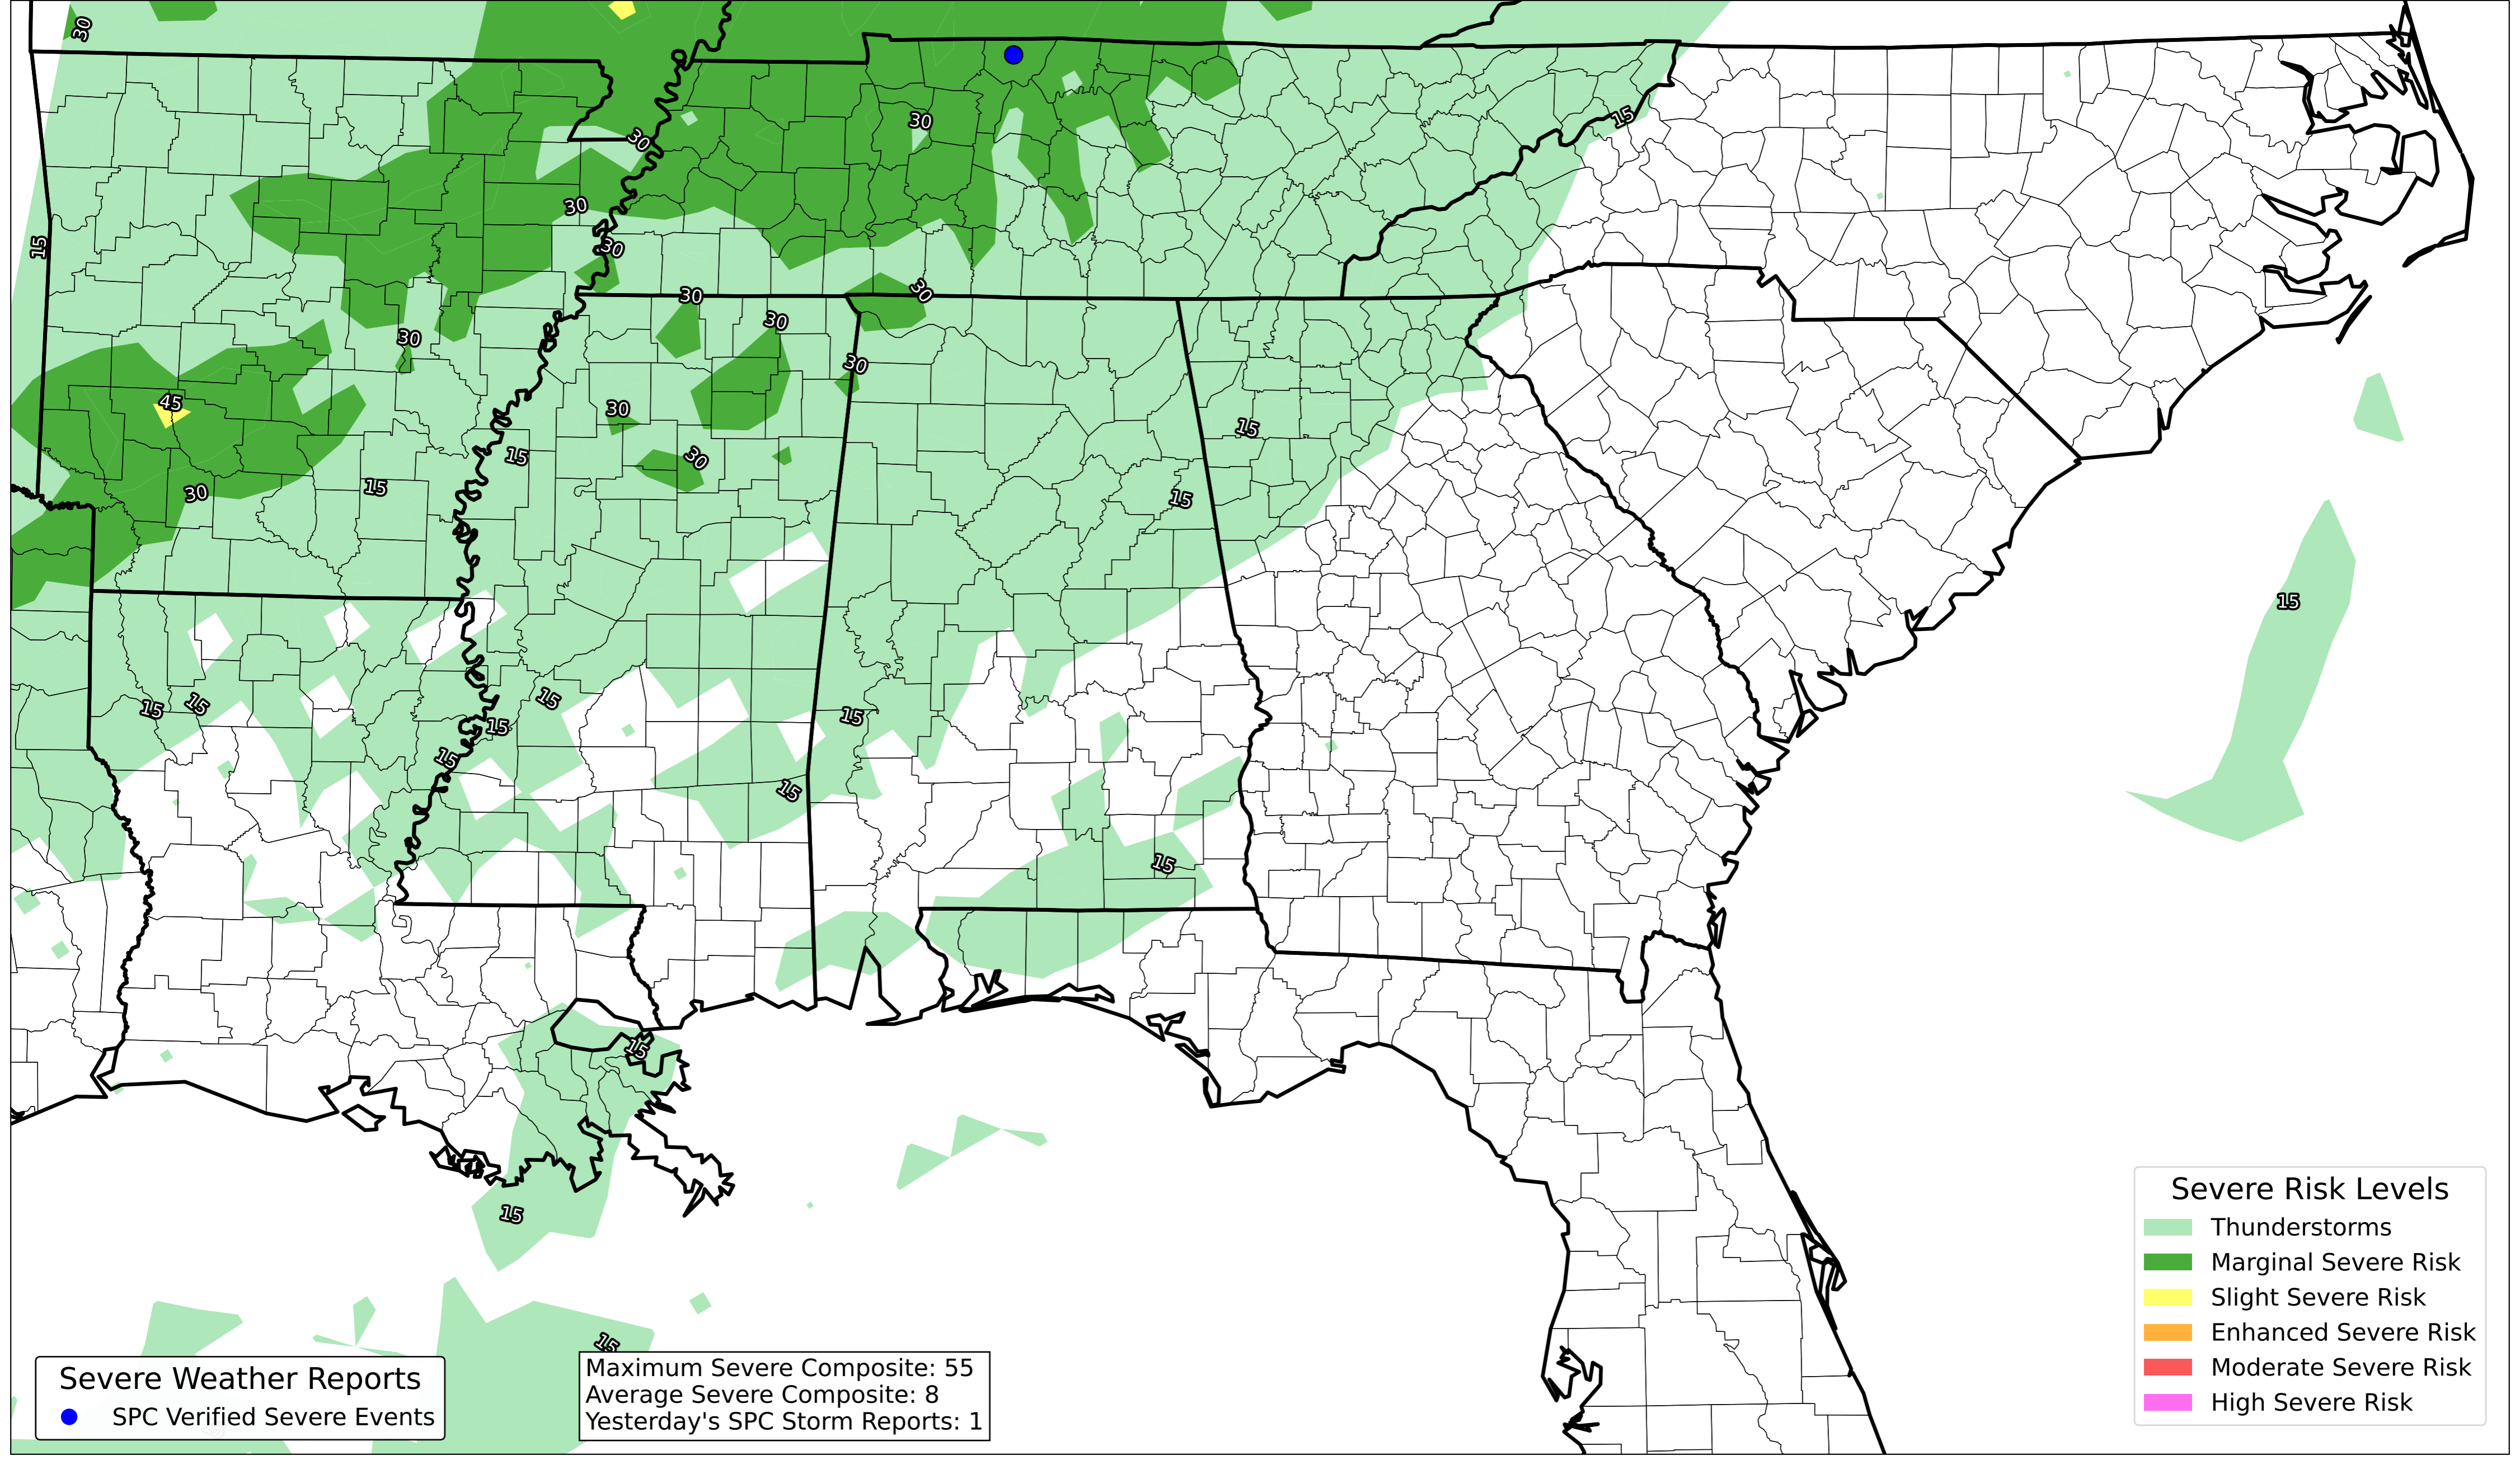 30
15
30
30
30
15
30
30
30
30
30
30
30
45
15
15
30
15
30
15
15
15
15
15
15
15
15
15
15
15
15
15
15
Severe Risk Levels
Thunderstorms
Marginal Severe Risk
Slight Severe Risk
Enhanced Severe Risk
Moderate Severe Risk
High Severe Risk
Severe Weather Reports
SPC Verified Severe Events
Maximum Severe Composite: 55
Average Severe Composite: 8
Yesterday's SPC Storm Reports: 1